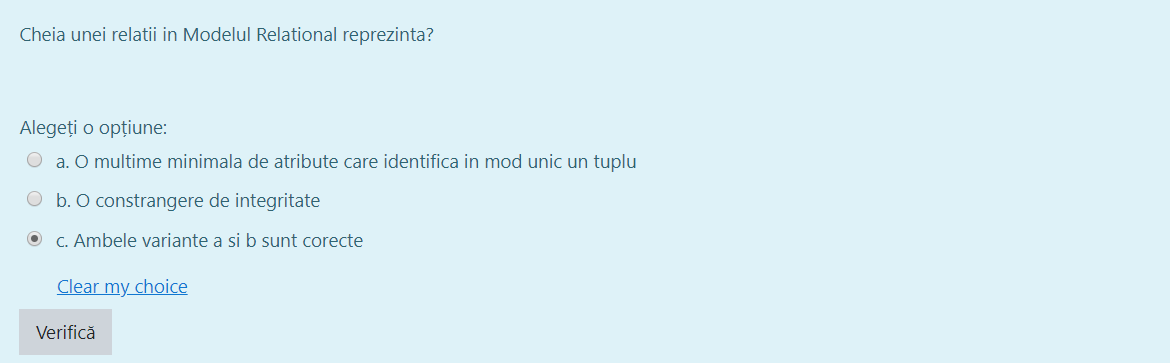 Cheia unei relatii in Modelul Relational reprezinta?
Alegeți o opțiune:
a. O multime minimala de atribute care identifica in mod unic un tuplu
b. O constrangere de integritate
c. Ambele variante a si b sunt corecte
Clear my choice
Verifică